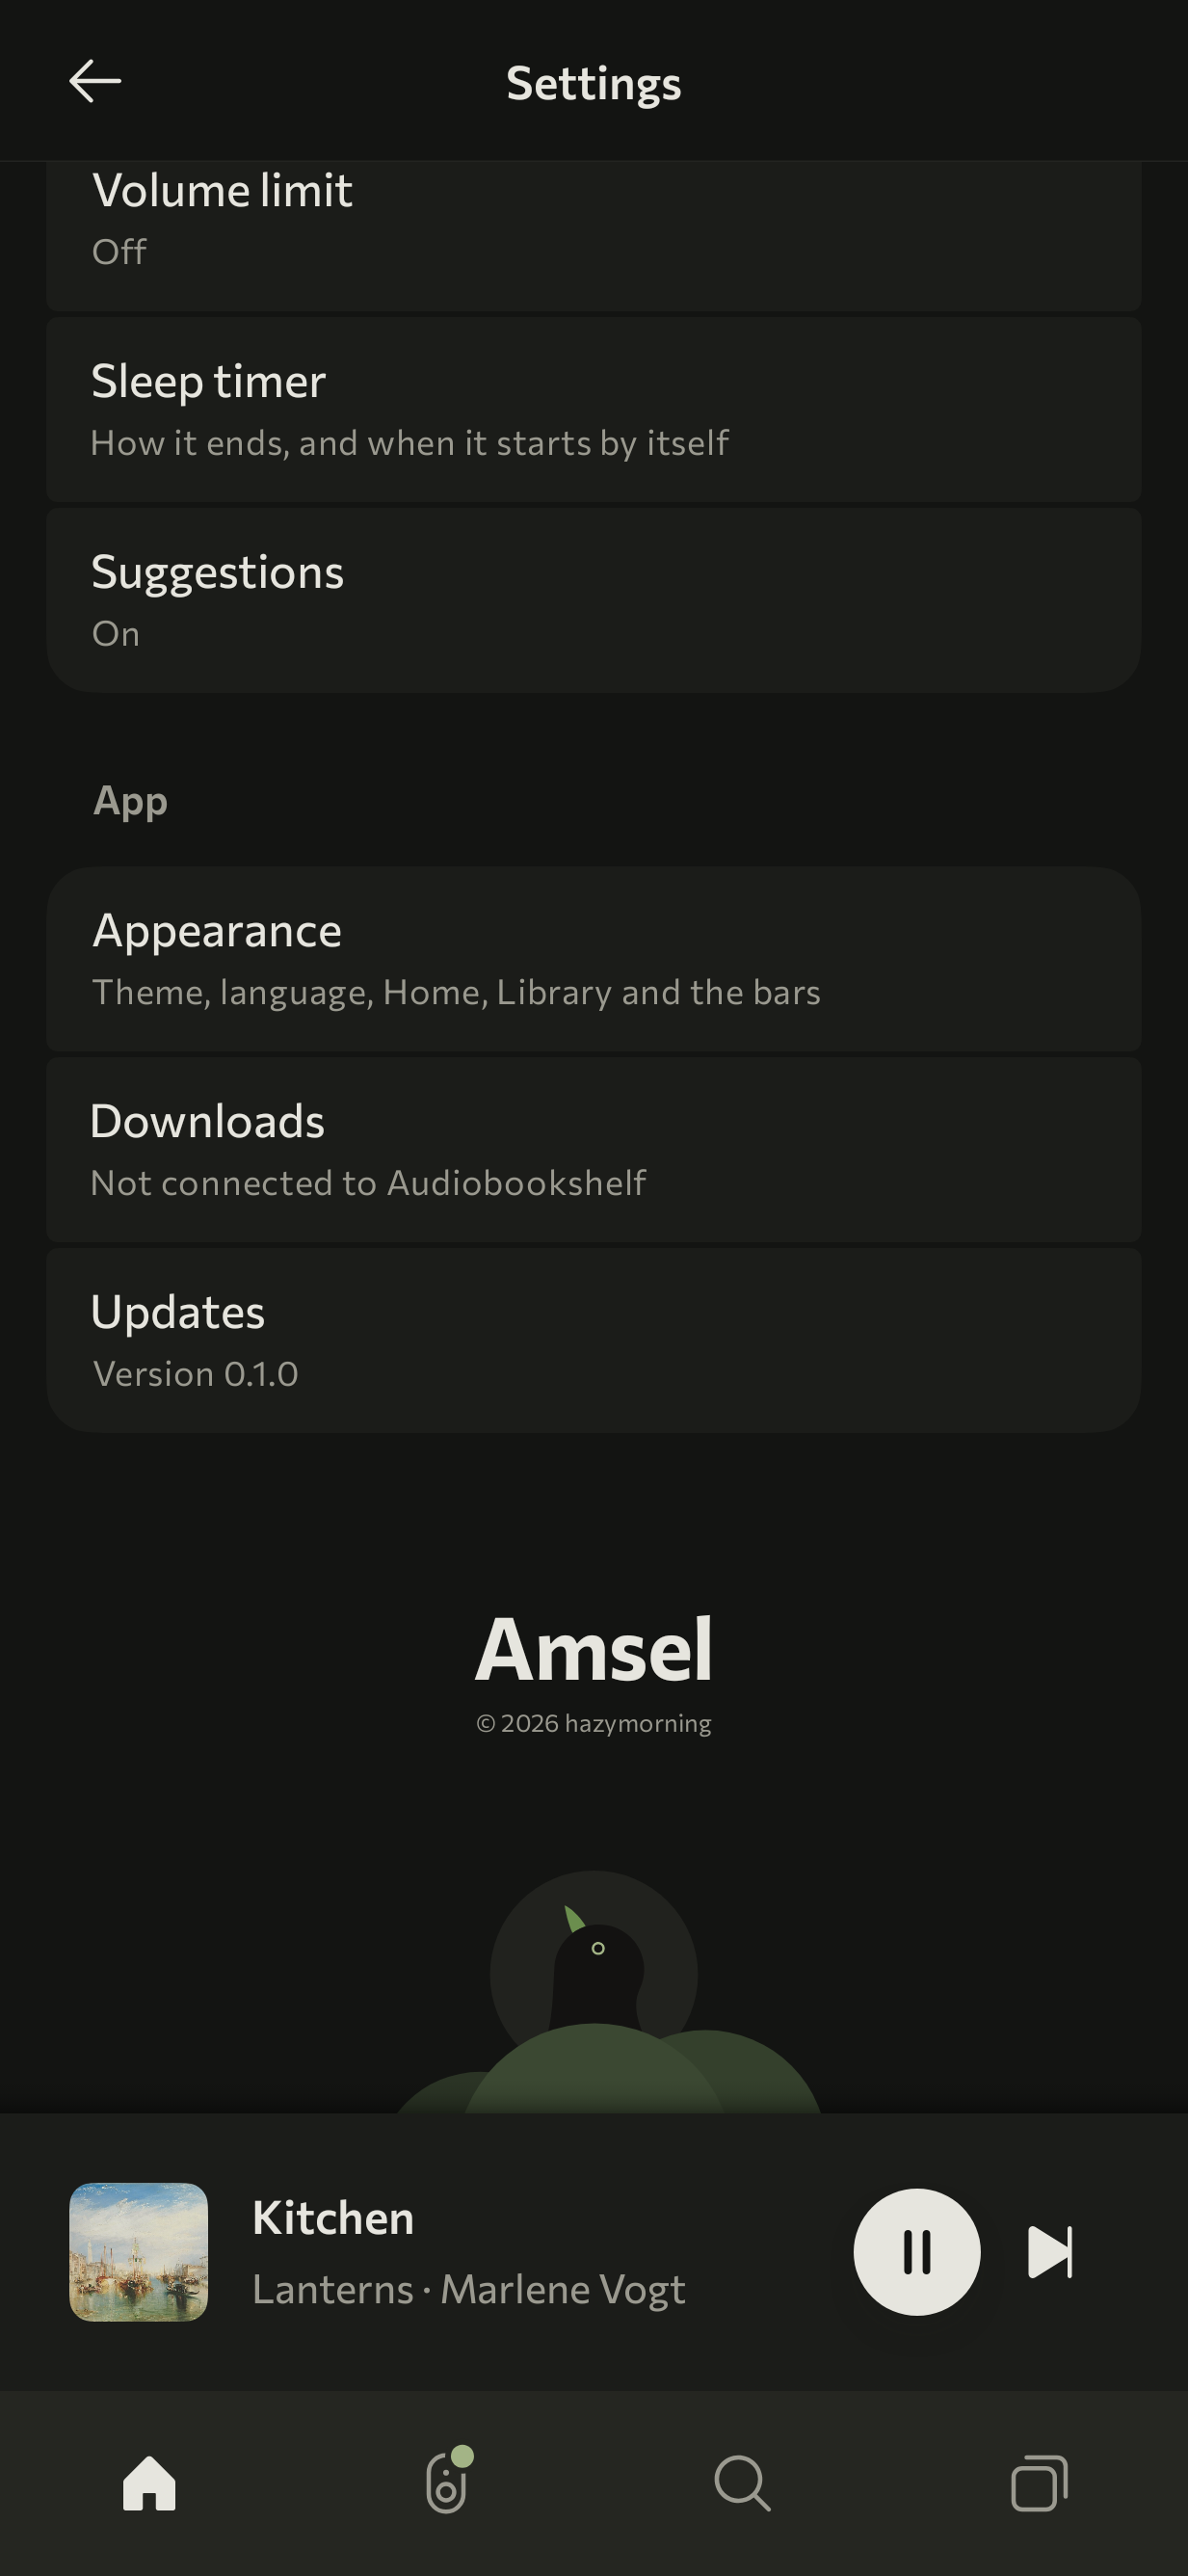 Settings
Volume limit
Off
Sleep timer
How it ends, and when it starts by itself
Suggestions
On
App
Appearance
Theme, language, Home, Library and the bars
Downloads
Not connected to Audiobookshelf
Updates
Version 0.1.0
Amsel
© 2026 hazymorning
Kitchen
Lanterns · Marlene Vogt